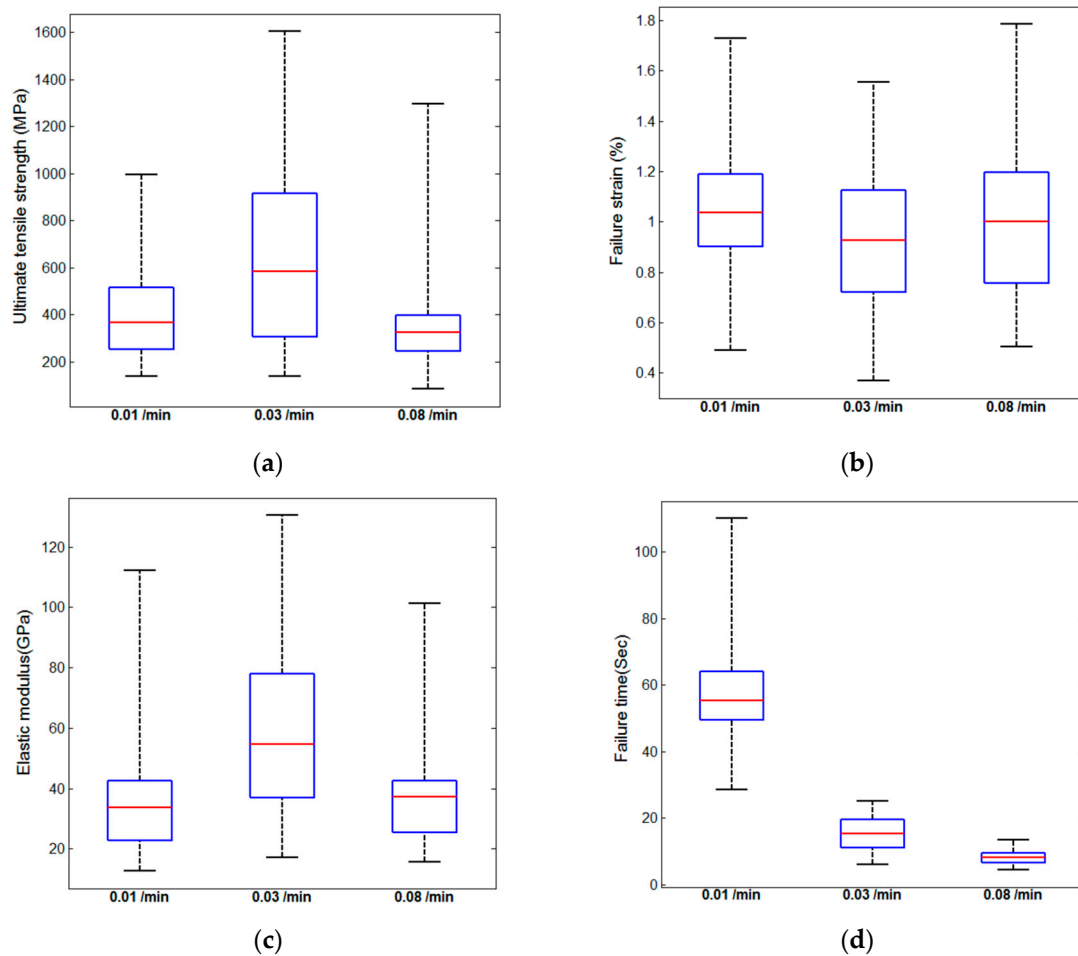 Ultimate tensile strength (MPa)
1600
1400
1200
1000
800
600
400
200
0.01 /min 0.03 /min 0.08 /min
(a)
Failure strain (%)
1.8
1.6
1.4
1.2
1
0.8
0.6
0.4
0.01 /min 0.03 /min 0.08 /min
(b)
Elastic modulus(GPa)
120
100
80
60
40
20
0.01 /min 0.03 /min 0.08 /min
(c)
Failure time(Sec)
100
80
60
40
20
0
0.01 /min 0.03 /min 0.08 /min
(d)